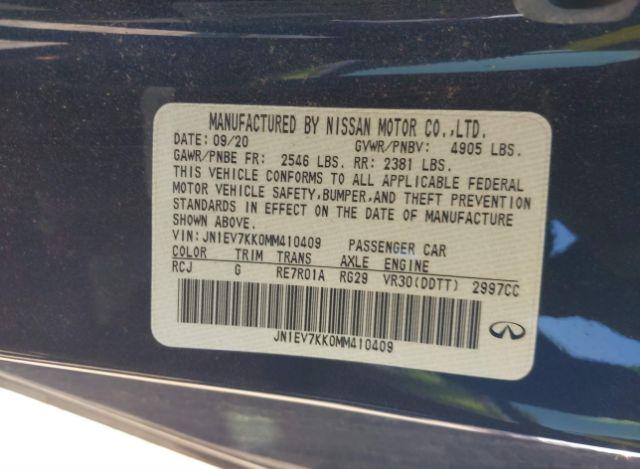 MANUFACTURED BY NISSAN MOTOR CO.,LTD.
DATE: 09/20 GVWR/PNBV: 4905 LBS.
GAWR/PNBE FR: 2546 LBS. RR: 2381 LBS.
THIS VEHICLE CONFORMS TO ALL APPLICABLE FEDERAL
MOTOR VEHICLE SAFETY,BUMPER,AND THEFT PREVENTION
STANDARDS IN EFFECT ON THE DATE OF MANUFACTURE
SHOWN ABOVE.
VIN: JN1EV7KK0MM410409 PASSENGER CAR
COLOR TRIM TRANS AXLE ENGINE
RCJ G RE7R01A RG29 VR30(DDTT) 2997CC
JN1EV7KK0MM410409